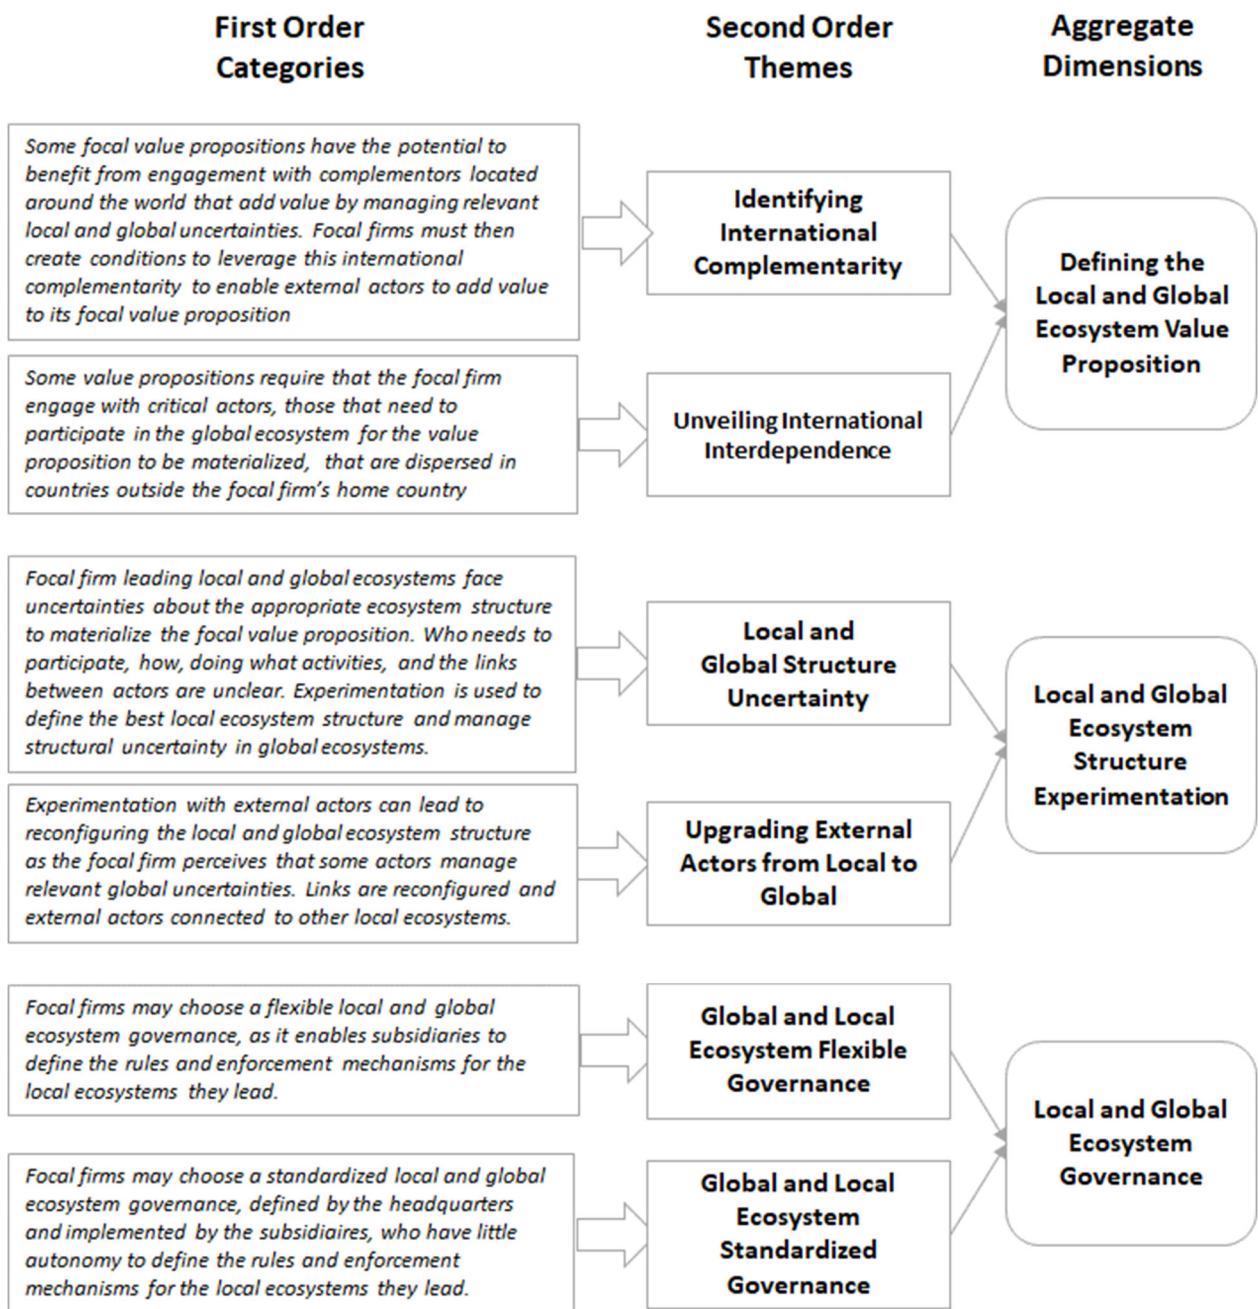 First Order
Categories
Second Order
Themes
Aggregate
Dimensions
Some focal value propositions have the potential to
benefit from engagement with complementors located
around the world that add value by managing relevant
local and global uncertainties. Focal firms must then
create conditions to leverage this international
complementarity to enable external actors to add value
to its focal value proposition
Identifying
International
Complementarity
Defining the
Local and Global
Ecosystem Value
Proposition
Some value propositions require that the focal firm
engage with critical actors, those that need to
participate in the global ecosystem for the value
proposition to be materialized, that are dispersed in
countries outside the focal firm's home country
Unveiling International
Interdependence
Focal firm leading local and global ecosystems face
uncertainties about the appropriate ecosystem structure
to materialize the focal value proposition. Who needs to
participate, how, doing what activities, and the links
between actors are unclear. Experimentation is used to
define the best local ecosystem structure and manage
structural uncertainty in global ecosystems.
Local and
Global Structure
Uncertainty
Local and Global
Ecosystem
Structure
Experimentation
Experimentation with external actors can lead to
reconfiguring the local and global ecosystem structure
as the focal firm perceives that some actors manage
relevant global uncertainties. Links are reconfigured and
external actors connected to other local ecosystems.
Upgrading External
Actors from Local to
Global
Focal firms may choose a flexible local and global
ecosystem governance, as it enables subsidiaries to
define the rules and enforcement mechanisms for the
local ecosystems they lead.
Global and Local
Ecosystem Flexible
Governance
Local and Global
Ecosystem
Governance
Focal firms may choose a standardized local and global
ecosystem governance, defined by the headquarters
and implemented by the subsidiaires, who have little
autonomy to define the rules and enforcement
mechanisms for the local ecosystems they lead.
Global and Local
Ecosystem
Standardized
Governance